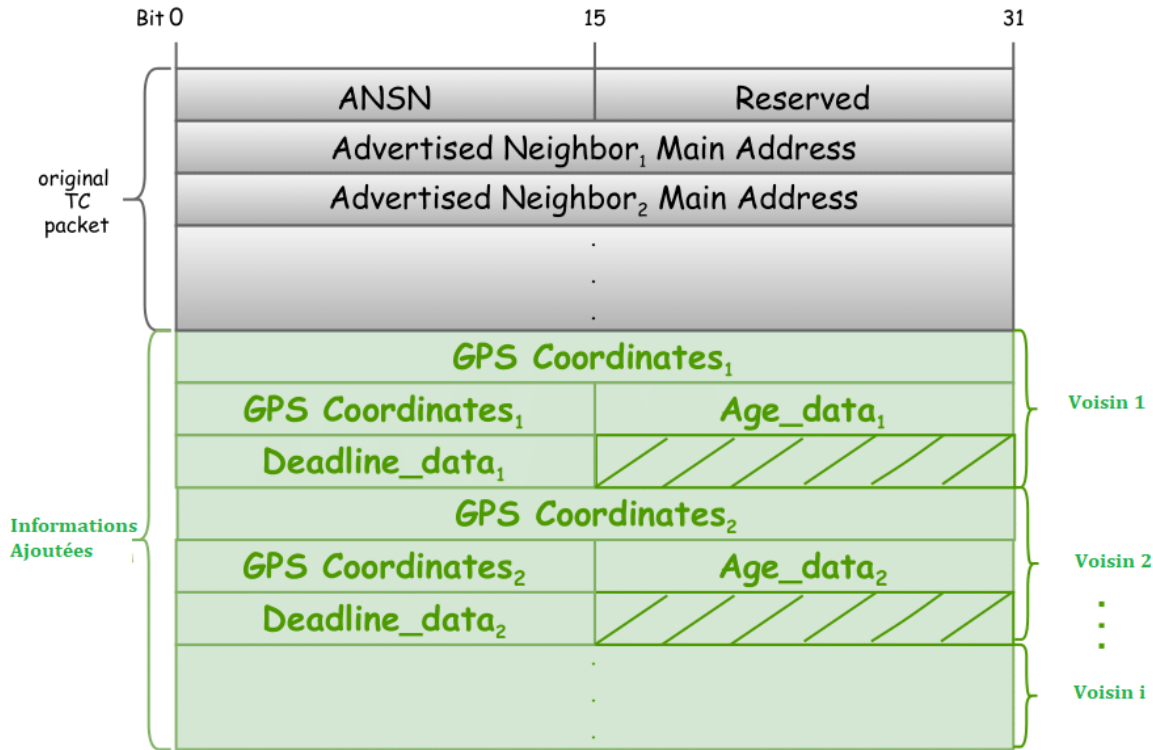 Bit 0 15 31
ANSN Reserved
Advertised Neighbor₁ Main Address
Advertised Neighbor₂ Main Address
original
TC
packet
.
.
.
GPS Coordinates₁
GPS Coordinates₁ Age_data₁
Deadline_data₁
Voisin 1
GPS Coordinates₂
GPS Coordinates₂ Age_data₂
Deadline_data₂
Voisin 2
Informations
Ajoutées
.
.
.
Voisin i